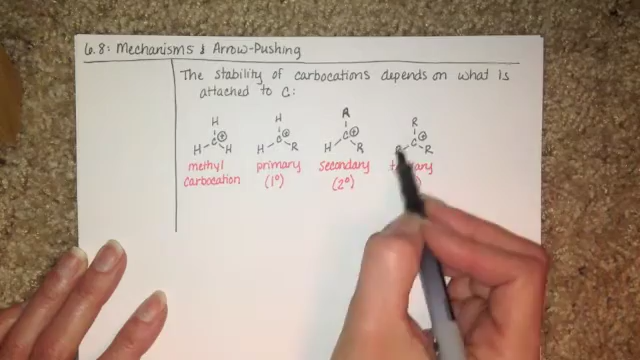 6.8: Mechanisms & Arrow-Pushing
The stability of carbocations depends on what is
attached to C:
H H R R
H C ⊕ H H C ⊕ R H C ⊕ R R C ⊕ R
methyl primary secondary
carbocation (1°) (2°)